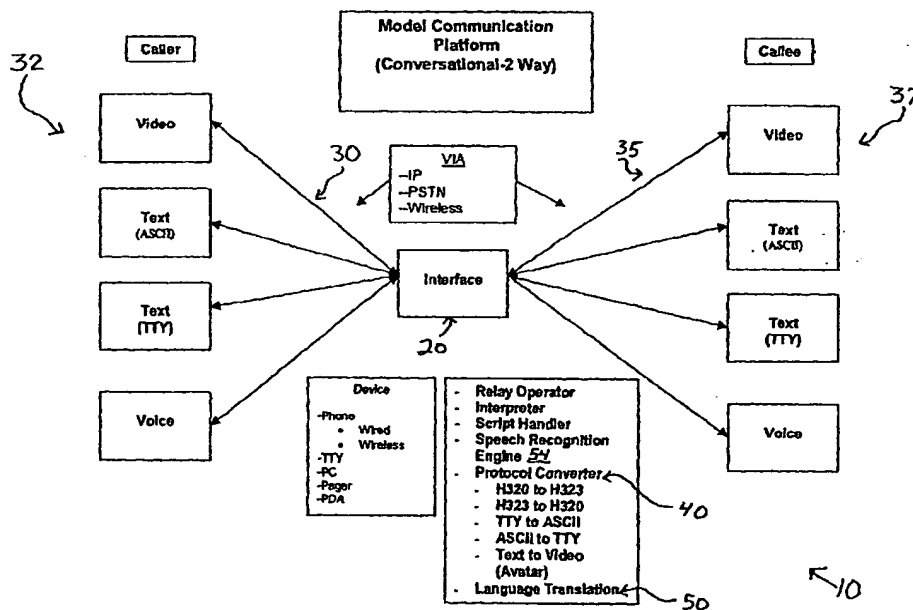 Model Communication
Platform
(Conversational-2 Way)
Caller
Callee
32
37
Video
Video
30
35
VIA
–IP
–PSTN
–Wireless
Text
(ASCII)
Text
(ASCII)
Interface
20
Text
(TTY)
Text
(TTY)
Voice
Voice
Device
-Phone
• Wired
• Wireless
-TTY
-PC
-Pager
-PDA
- Relay Operator
- Interpreter
- Script Handler
- Speech Recognition
Engine 54
- Protocol Converter
- H320 to H323
- H323 to H320
- TTY to ASCII
- ASCII to TTY
- Text to Video
(Avatar)
- Language Translation
40
50
10